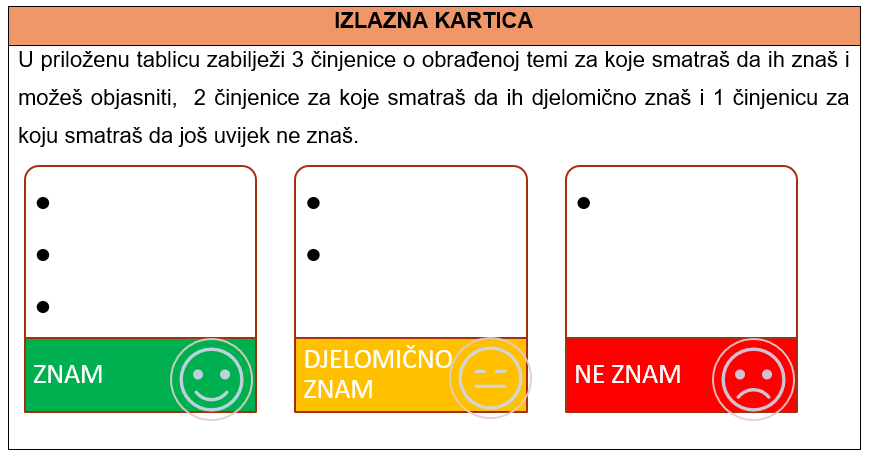 IZLAZNA KARTICA
U priloženu tablicu zabilježi 3 činjenice o obrađenoj temi za koje smatraš da ih znaš i
možeš objasniti, 2 činjenice za koje smatraš da ih djelomično znaš i 1 činjenicu za
koju smatraš da još uvijek ne znaš.
ZNAM
DJELOMIČNO
ZNAM
NE ZNAM